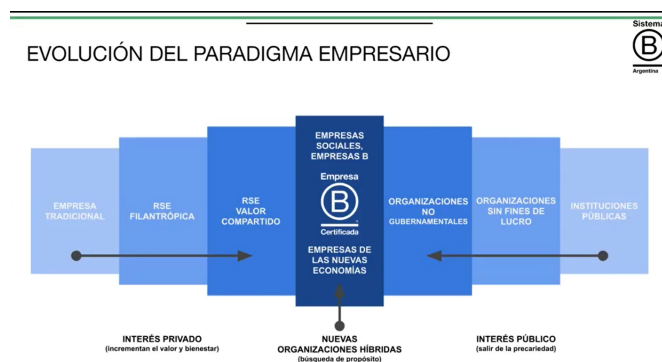 Sistema
B
Argentina
EVOLUCIÓN DEL PARADIGMA EMPRESARIO
EMPRESA
TRADICIONAL
RSE
FILANTRÓPICA
RSE
VALOR
COMPARTIDO
EMPRESAS
SOCIALES,
EMPRESAS B
Empresa
B
Certificada
EMPRESAS DE
LAS NUEVAS
ECONOMÍAS
ORGANIZACIONES
NO
GUBERNAMENTALES
ORGANIZACIONES
SIN FINES DE
LUCRO
INSTITUCIONES
PÚBLICAS
INTERÉS PRIVADO
(incrementan el valor y bienestar)
NUEVAS
ORGANIZACIONES HÍBRIDAS
(búsqueda de propósito)
INTERÉS PÚBLICO
(salir de la precariedad)